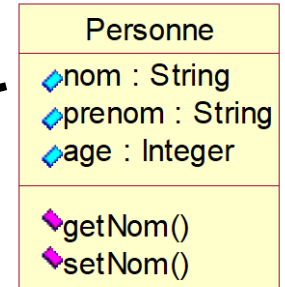 Personne
nom : String
prenom : String
age : Integer
getNom()
setNom()